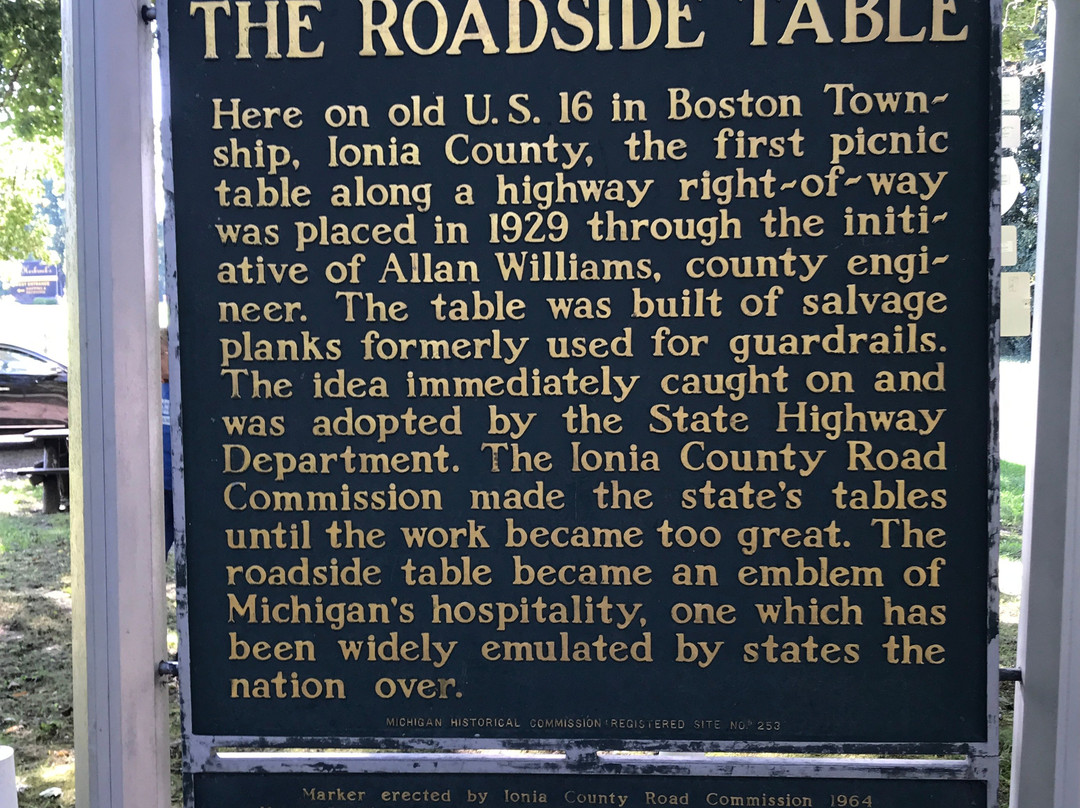 THE ROADSIDE TABLE
Here on old U.S. 16 in Boston Town-
ship, Ionia County, the first picnic
table along a highway right-of-way
was placed in 1929 through the initi-
ative of Allan Williams, county engi-
neer. The table was built of salvage
planks formerly used for guardrails.
The idea immediately caught on and
was adopted by the State Highway
Department. The Ionia County Road
Commission made the state's tables
until the work became too great. The
roadside table became an emblem of
Michigan's hospitality, one which has
been widely emulated by states the
nation over.
MICHIGAN HISTORICAL COMMISSION REGISTERED SITE NO. 253
Marker erected by Ionia County Road Commission 1964